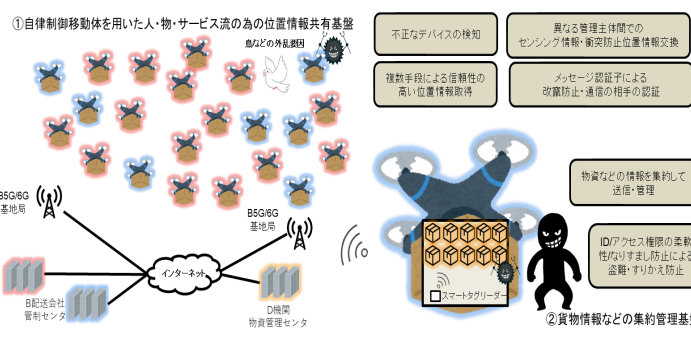 ①自律制御移動体を用いた人・物・サービス流の為の位置情報共有基盤
鳥などの外乱要因
不正なデバイスの検知
異なる管理主体間での
センシング情報・衝突防止位置情報交換
複数手段による信頼性の
高い位置情報取得
メッセージ認証子による
改竄防止・通信の相手の認証
B5G/6G
基地局
B5G/6G
基地局
インターネット
B配送会社
管制センタ
D機関
物資管理センタ
物資などの情報を集約して
送信・管理
ID/アクセス権限の柔軟
性/なりすまし防止による
盗難・すりかえ防止
スマートタグリーダー
②貨物情報などの集約管理基盤